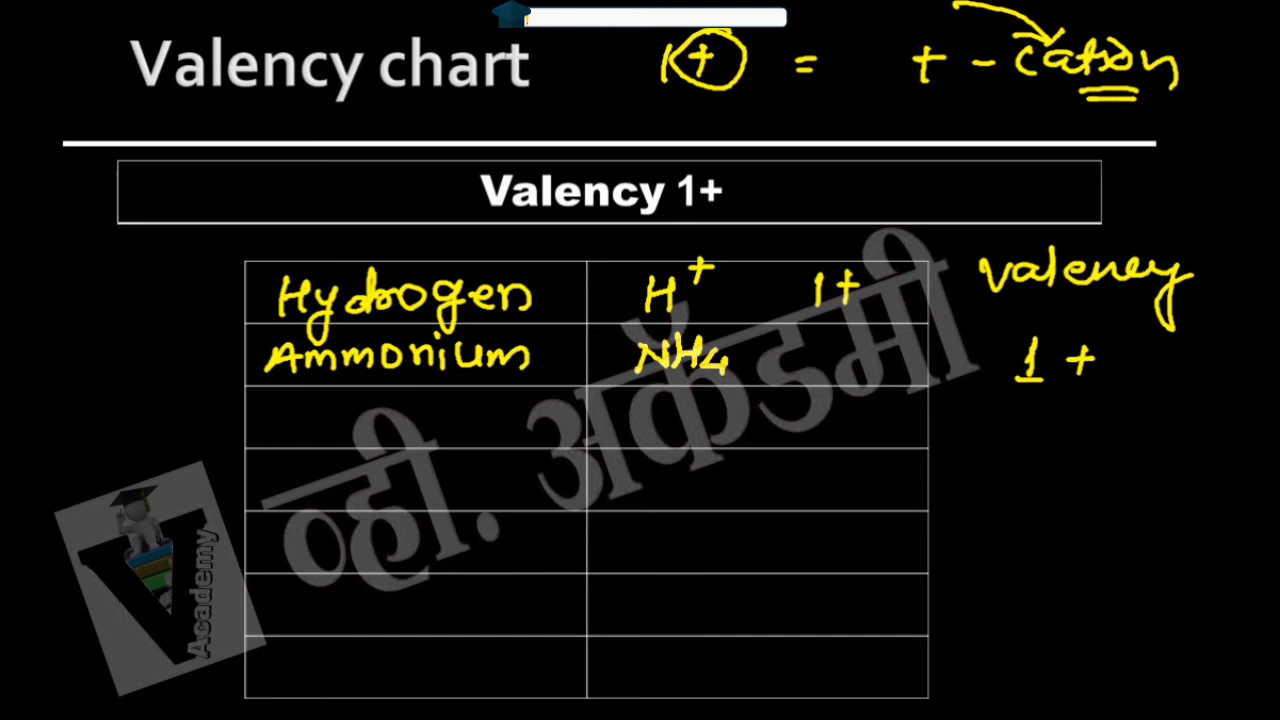 Valency chart K+ = + - cation
Valency 1+
Hydrogen H+ 1+ valency
Ammonium NH4 1 +
व्ही. अकॅडमी
V Academy